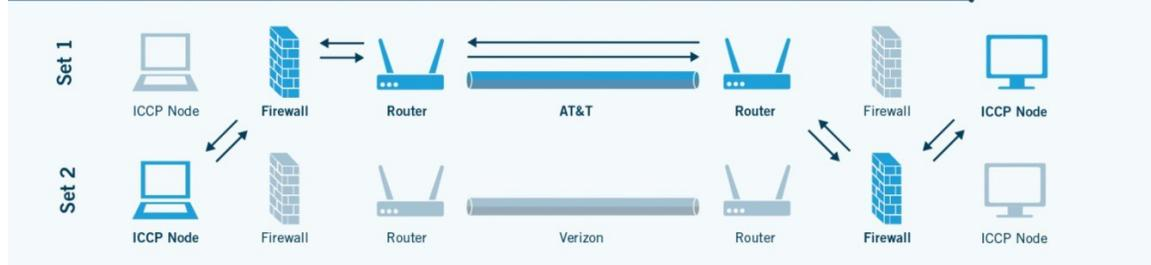 Set 1
ICCP Node Firewall Router AT&T Router Firewall ICCP Node
Set 2
ICCP Node Firewall Router Verizon Router Firewall ICCP Node